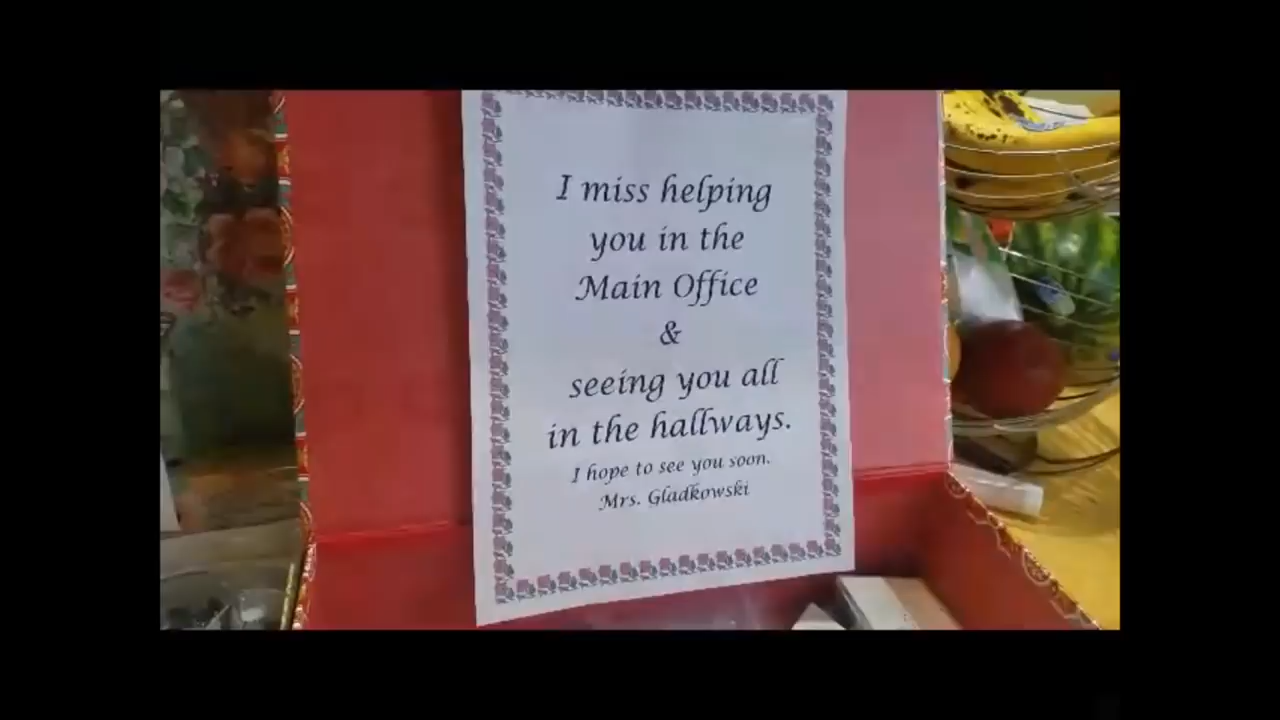 I miss helping
you in the
Main Office
&
seeing you all
in the hallways.
I hope to see you soon.
Mrs. Gladkowski